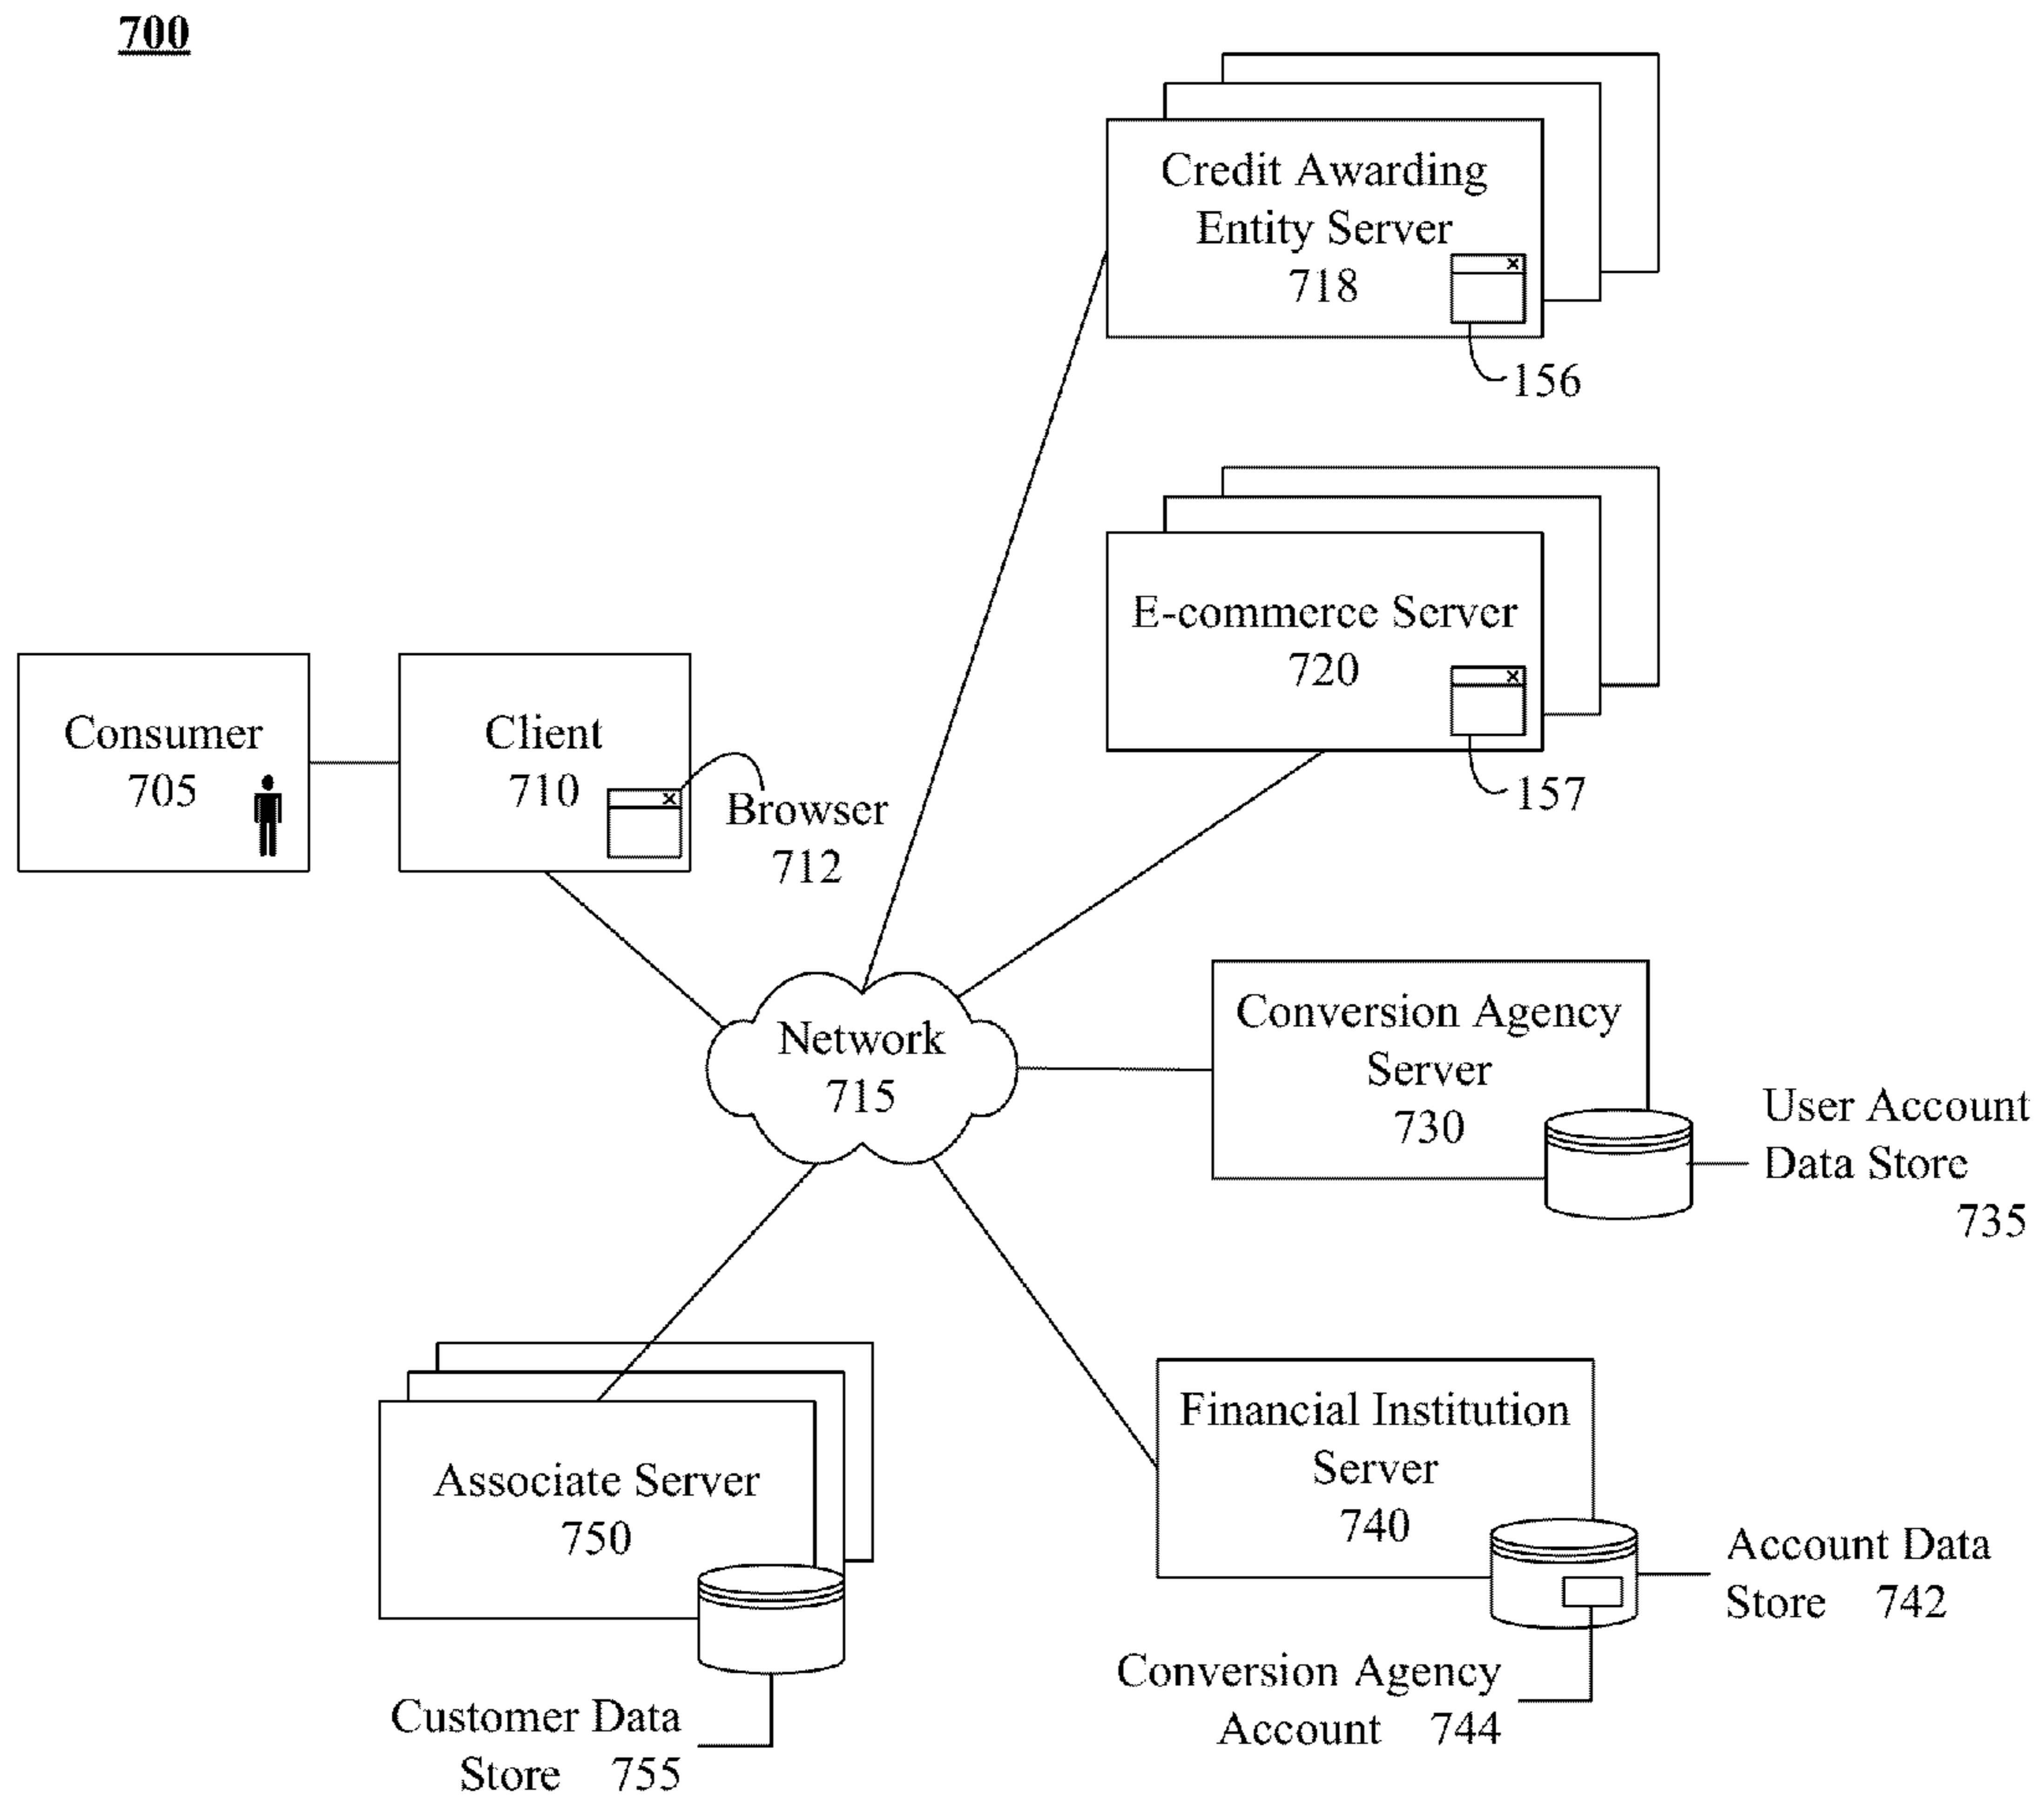 700
Credit Awarding
Entity Server
718
156
E-commerce Server
720
157
Consumer
705
Client
710
Browser
712
Network
715
Conversion Agency
Server
730
User Account
Data Store
735
Associate Server
750
Customer Data
Store 755
Financial Institution
Server
740
Account Data
Store 742
Conversion Agency
Account 744